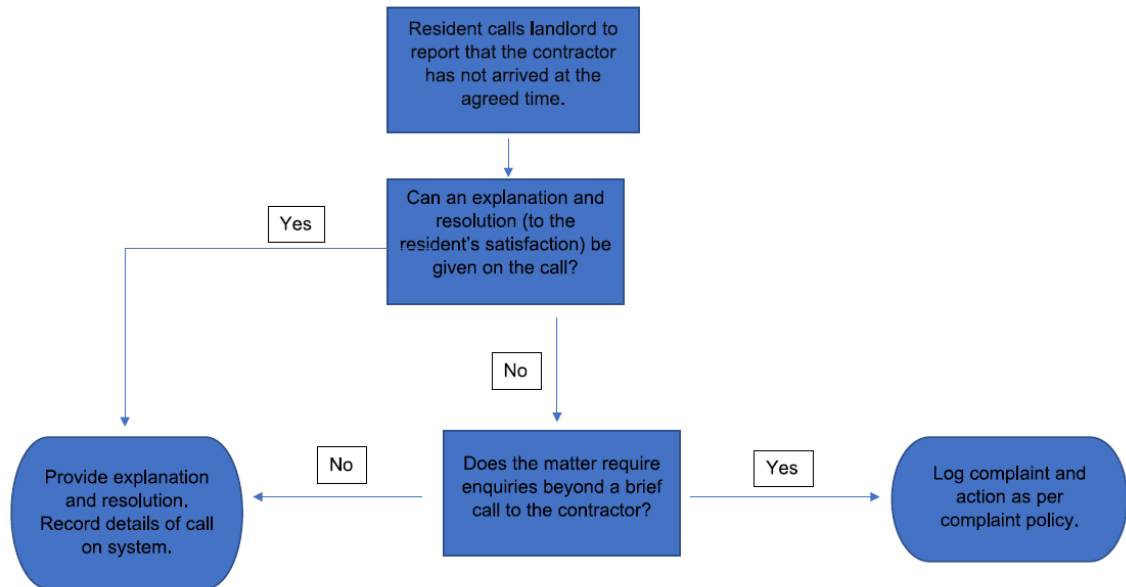 Resident calls landlord to
report that the contractor
has not arrived at the
agreed time.
Can an explanation and
resolution (to the
resident's satisfaction) be
given on the call?
Yes
No
Provide explanation
and resolution.
Record details of call
on system.
No
Does the matter require
enquiries beyond a brief
call to the contractor?
Yes
Log complaint and
action as per
complaint policy.